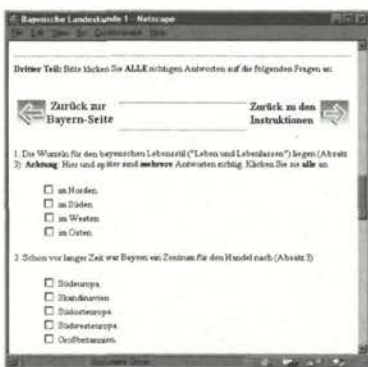 Bayerische Landeskunde 1 - Netscape
Dritter Teil: Bitte klicken Sie ALLE richtigen Antworten auf die folgenden Fragen an:
Zurück zur
Bayern-Seite
Zurück zu den
Instruktionen
1. Die Wurzeln für den bayerischen Lebensstil ("Leben und Lebenlassen") liegen (Absatz
2): Achtung: Hier und später sind mehrere Antworten richtig. Klicken Sie sie alle an.
im Norden.
im Süden.
im Westen.
im Osten.
Schon vor langer Zeit war Bayern ein Zentrum für den Handel nach (Absatz 3)
Südeuropa.
Skandinavien.
Südosteuropa.
Südwesteuropa.
Großbritannien.